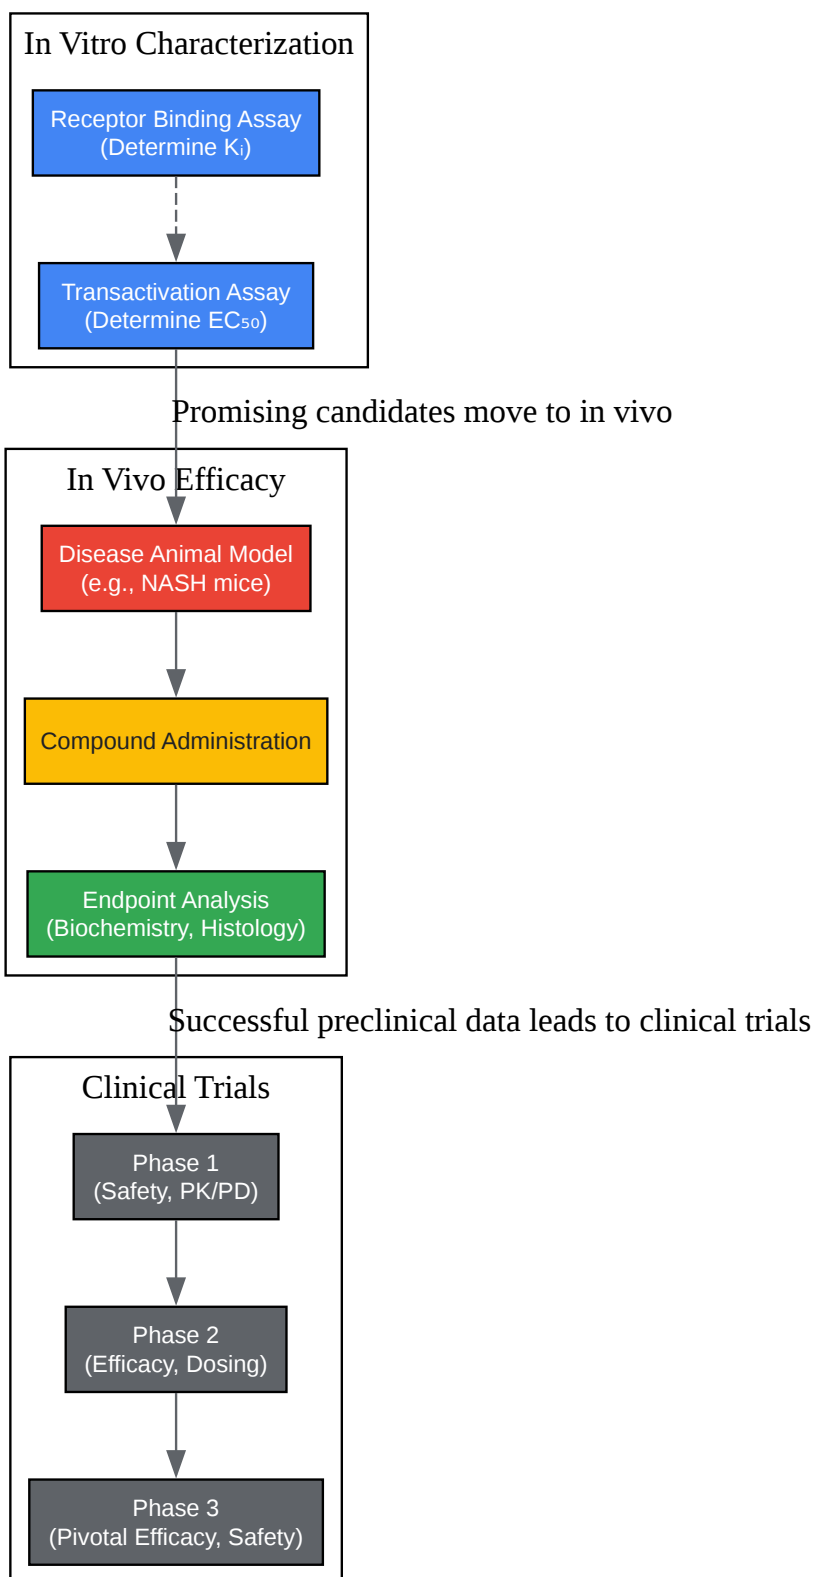 In Vitro Characterization
Receptor Binding Assay
(Determine Kᵢ)
Transactivation Assay
(Determine EC₅₀)
Promising candidates move to in vivo
In Vivo Efficacy
Disease Animal Model
(e.g., NASH mice)
Compound Administration
Endpoint Analysis
(Biochemistry, Histology)
Successful preclinical data leads to clinical trials
Clinical Trials
Phase 1
(Safety, PK/PD)
Phase 2
(Efficacy, Dosing)
Phase 3
(Pivotal Efficacy, Safety)